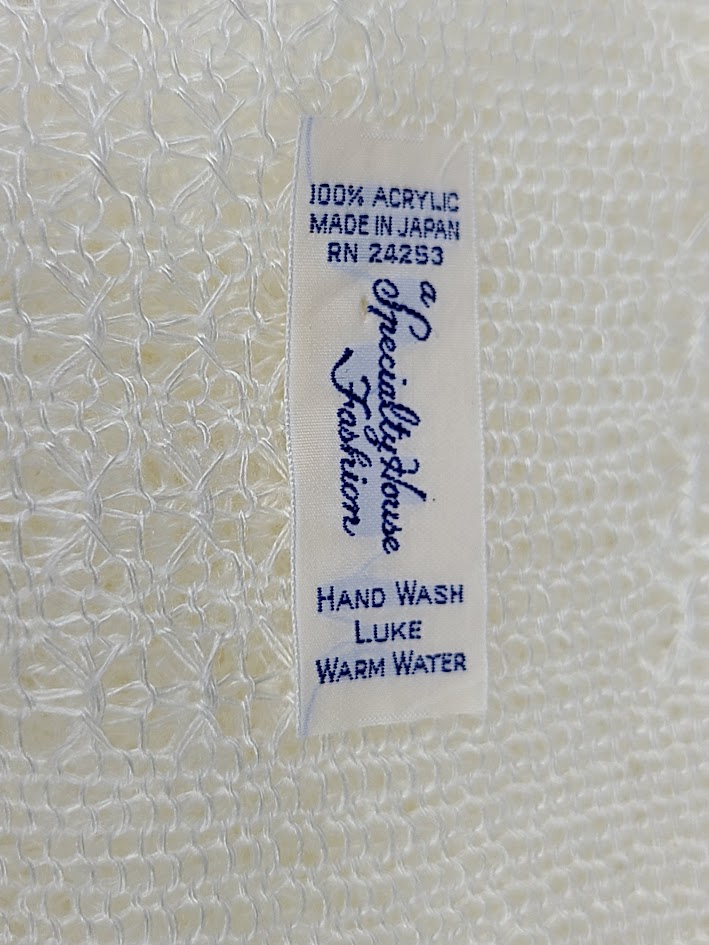 100% ACRYLIC
MADE IN JAPAN
RN 24253
a
Specialty House
Fashion
HAND WASH
LUKE
WARM WATER